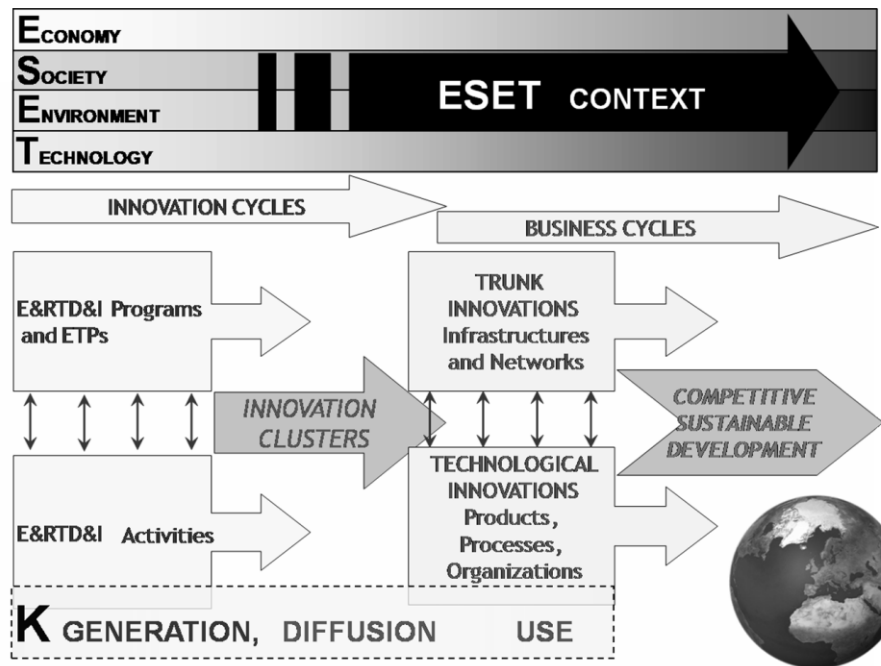 ECONOMY
SOCIETY
ENVIRONMENT
TECHNOLOGY
ESET CONTEXT
INNOVATION CYCLES
BUSINESS CYCLES
E&RTD&I Programs
and ETPs
TRUNK
INNOVATIONS
Infrastructures
and Networks
INNOVATION
CLUSTERS
COMPETITIVE
SUSTAINABLE
DEVELOPMENT
E&RTD&I Activities
TECHNOLOGICAL
INNOVATIONS
Products,
Processes,
Organizations
K GENERATION, DIFFUSION USE